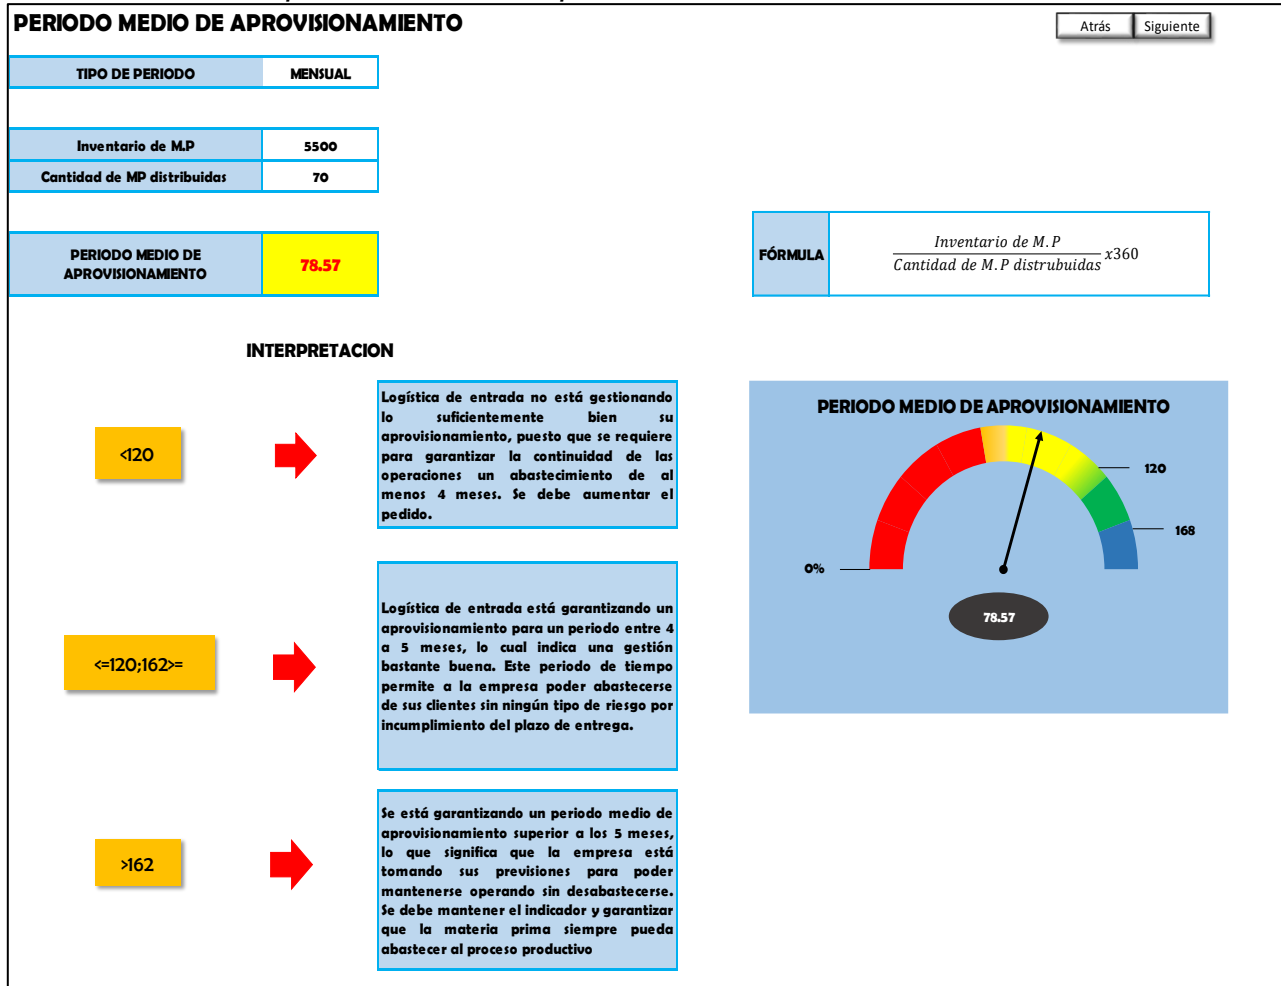 PERIODO MEDIO DE APROVISIONAMIENTO
Atrás Siguiente
TIPO DE PERIODO MENSUAL
Inventario de M.P 5500
Cantidad de MP distribuidas 70
PERIODO MEDIO DE
APROVISIONAMIENTO
78.57
FÓRMULA
Inventario de M.P
Cantidad de M.P distrubuidas
x360
INTERPRETACION
<120
Logística de entrada no está gestionando
lo suficientemente bien su
aprovisionamiento, puesto que se requiere
para garantizar la continuidad de las
operaciones un abastecimiento de al
menos 4 meses. Se debe aumentar el
pedido.
<=120;162>=
Logística de entrada está garantizando un
aprovisionamiento para un periodo entre 4
a 5 meses, lo cual indica una gestión
bastante buena. Este periodo de tiempo
permite a la empresa poder abastecerse
de sus clientes sin ningún tipo de riesgo por
incumplimiento del plazo de entrega.
>162
Se está garantizando un periodo medio de
aprovisionamiento superior a los 5 meses,
lo que significa que la empresa está
tomando sus previsiones para poder
mantenerse operando sin desabastecerse.
Se debe mantener el indicador y garantizar
que la materia prima siempre pueda
abastecer al proceso productivo
PERIODO MEDIO DE APROVISIONAMIENTO
120
168
0%
78.57